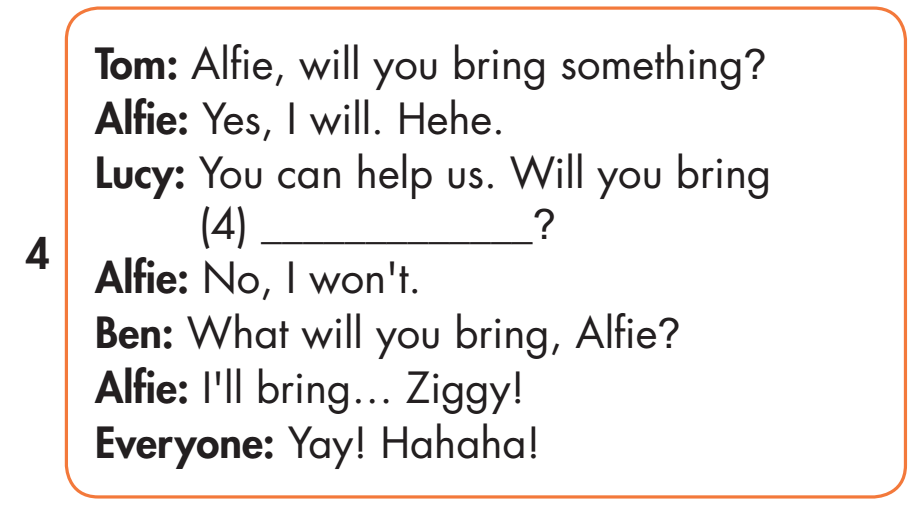 Tom: Alfie, will you bring something?
Alfie: Yes, I will. Hehe.
Lucy: You can help us. Will you bring
(4) _____________?
4
Alfie: No, I won't.
Ben: What will you bring, Alfie?
Alfie: I'll bring... Ziggy!
Everyone: Yay! Hahaha!